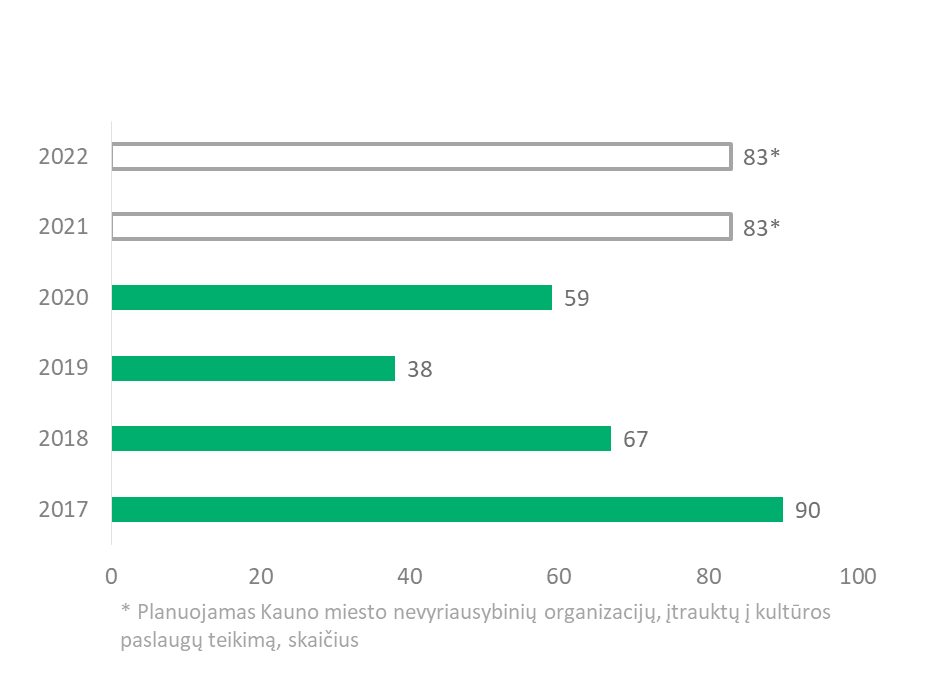 2022 83*
2021 83*
2020 59
2019 38
2018 67
2017 90
0 20 40 60 80 100
* Planuojamas Kauno miesto nevyriausybinių organizacijų, įtrauktų į kultūros
paslaugų teikimą, skaičius